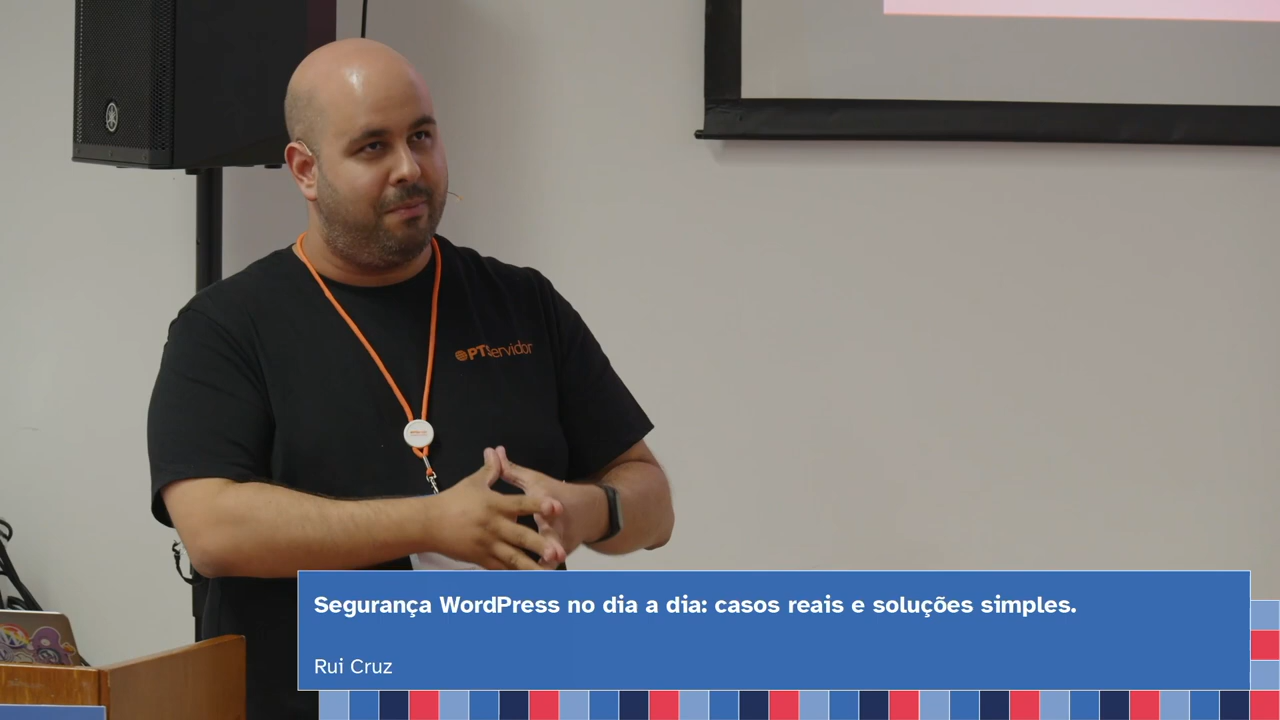 PTServidor
Segurança WordPress no dia a dia: casos reais e soluções simples.
Rui Cruz